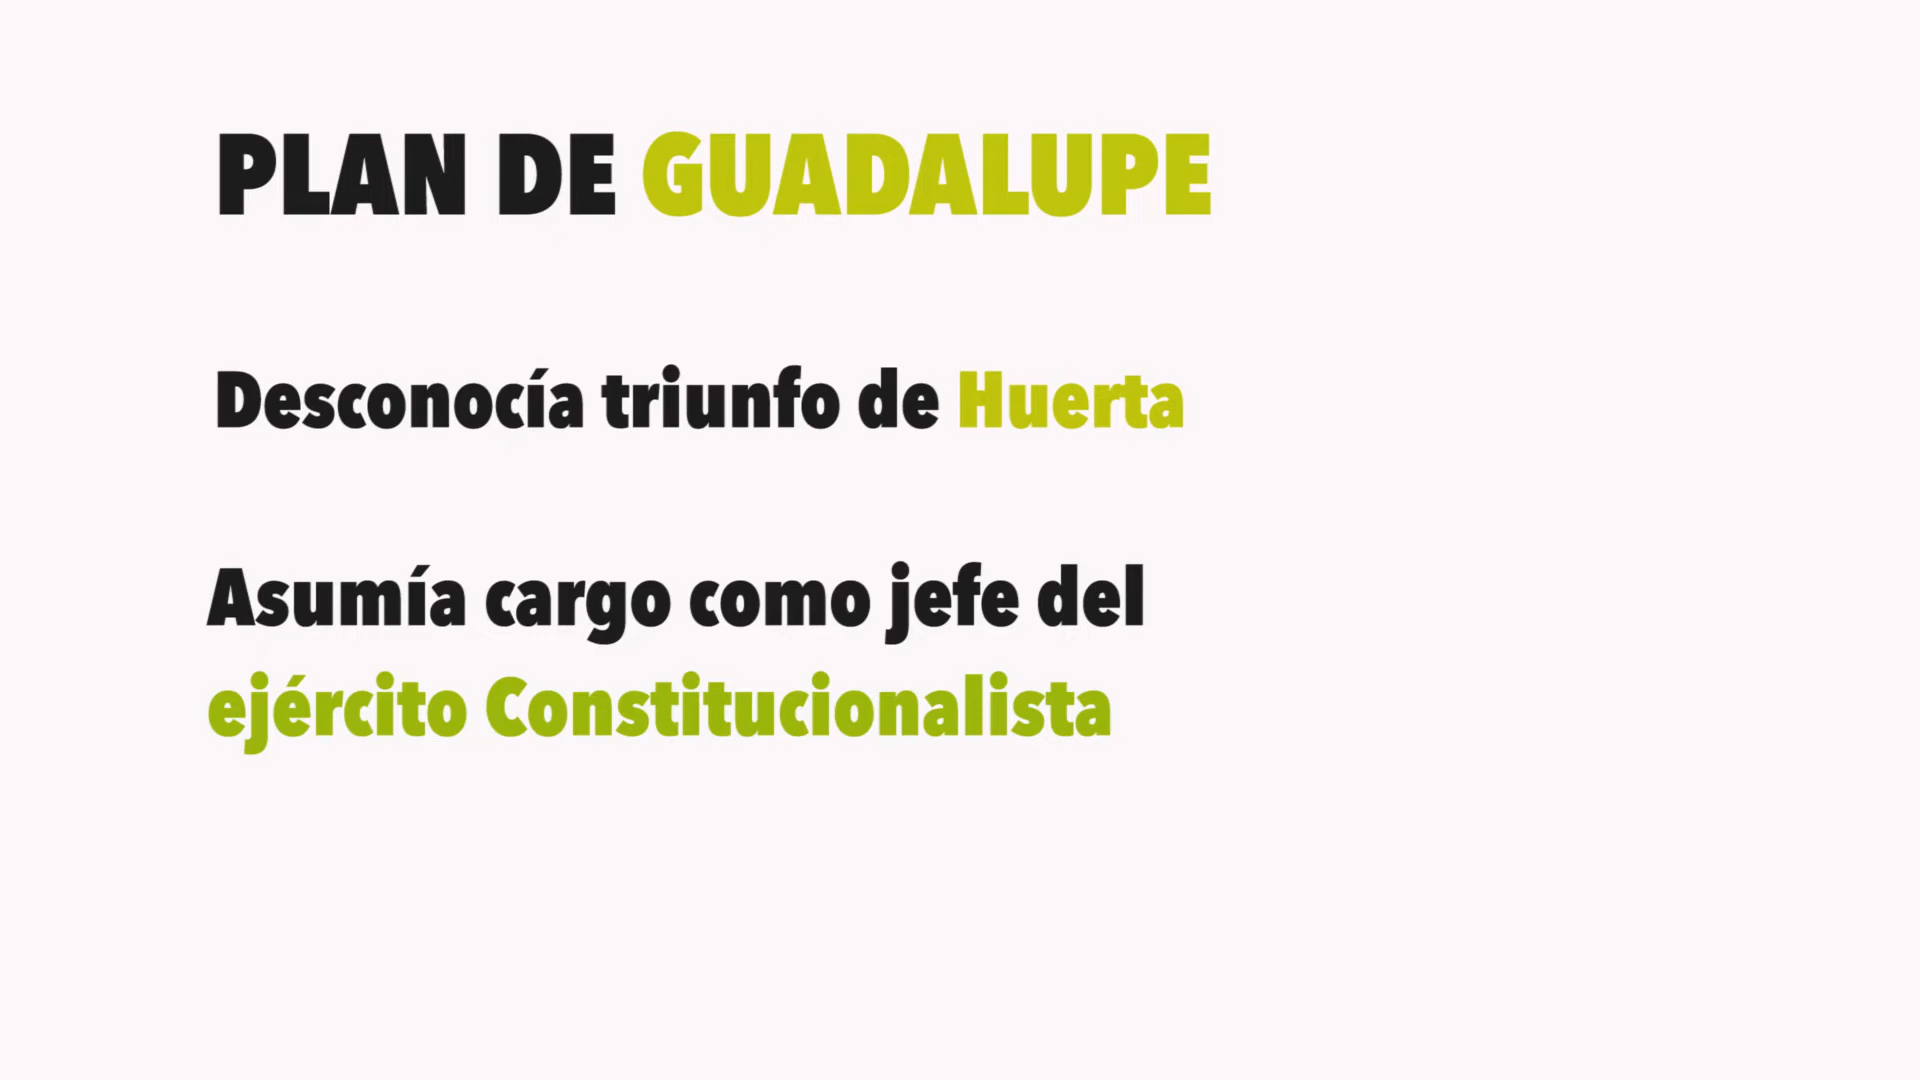 PLAN DE GUADALUPE
Desconocía triunfo de Huerta
Asumía cargo como jefe del
ejército Constitucionalista